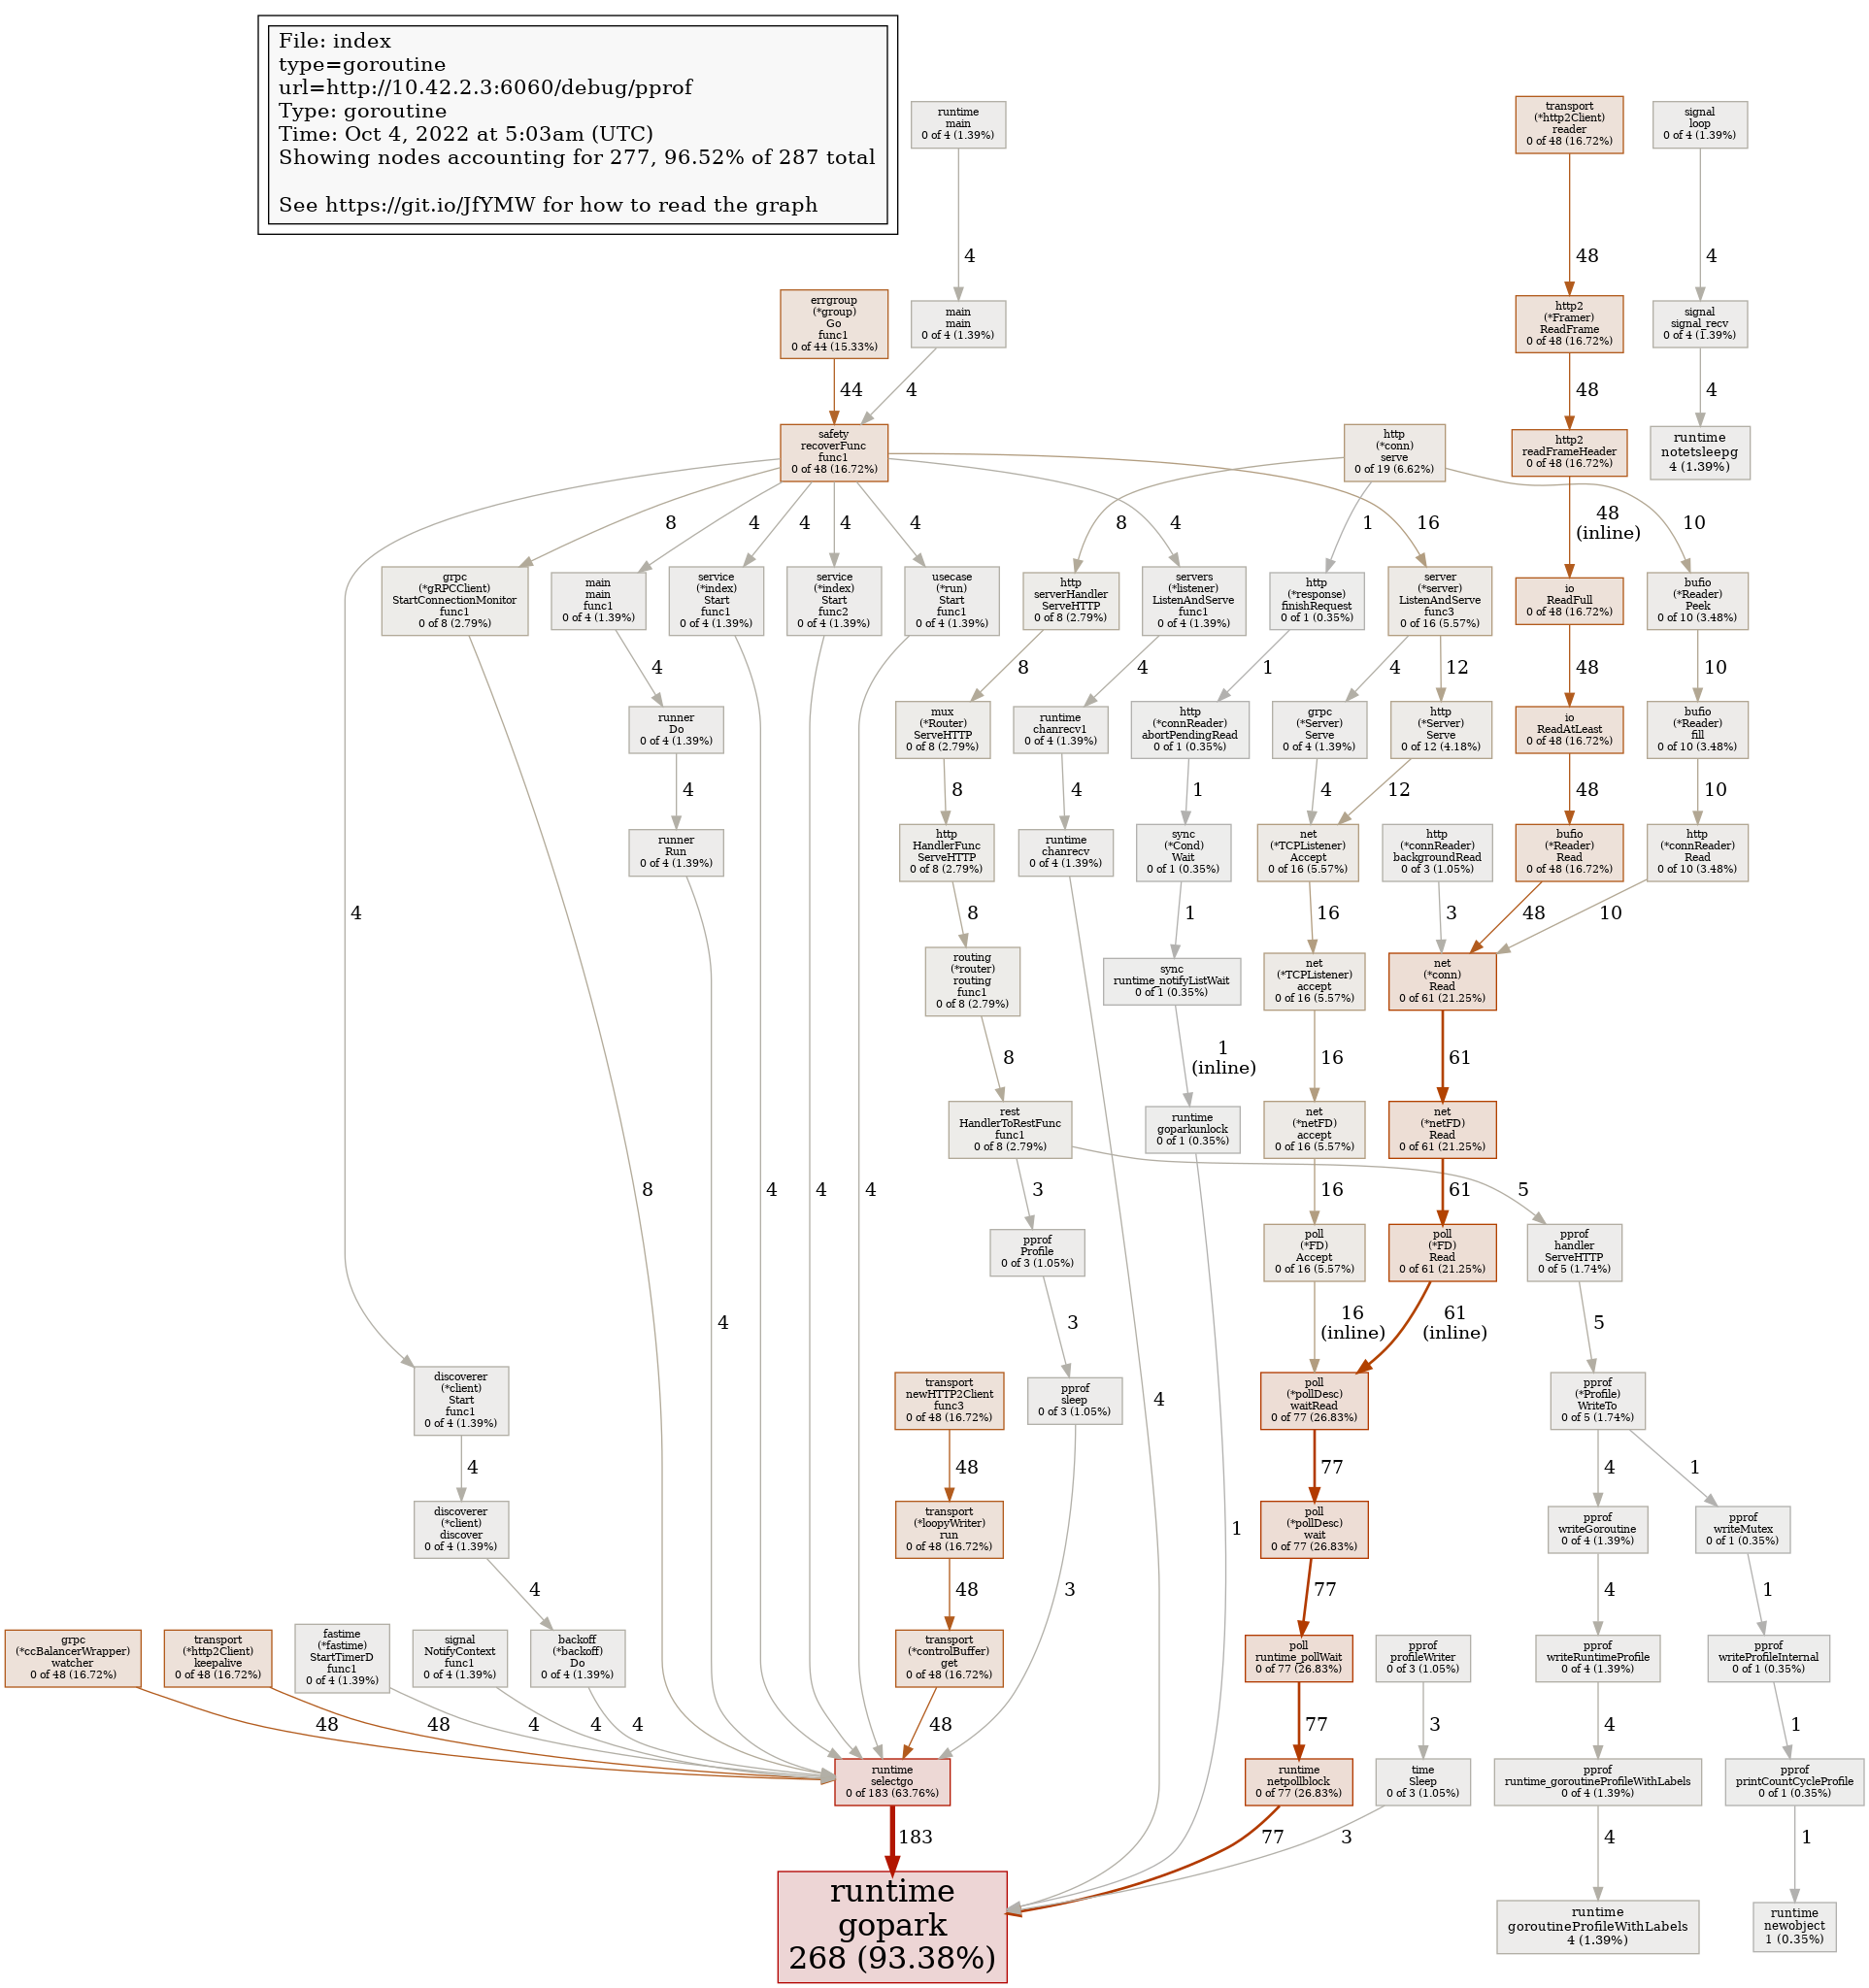 File: index
type=goroutine
url=http://10.42.2.3:6060/debug/pprof
Type: goroutine
Time: Oct 4, 2022 at 5:03am (UTC)
Showing nodes accounting for 277, 96.52% of 287 total
See https://git.io/JfYMW for how to read the graph
runtime
main
0 of 4 (1.39%)
transport
(*http2Client)
reader
0 of 48 (16.72%)
signal
loop
0 of 4 (1.39%)
4
48
4
errgroup
(*group)
Go
func1
0 of 44 (15.33%)
main
main
0 of 4 (1.39%)
http2
(*Framer)
ReadFrame
0 of 48 (16.72%)
signal
signal_recv
0 of 4 (1.39%)
44
4
48
4
safety
recoverFunc
func1
0 of 48 (16.72%)
http
(*conn)
serve
0 of 19 (6.62%)
http2
readFrameHeader
0 of 48 (16.72%)
runtime
notetsleepg
4 (1.39%)
8
4
4
4
4
4
16
8
1
10
48
(inline)
grpc
(*gRPCClient)
StartConnectionMonitor
func1
0 of 8 (2.79%)
main
main
func1
0 of 4 (1.39%)
service
(*index)
Start
func1
0 of 4 (1.39%)
service
(*index)
Start
func2
0 of 4 (1.39%)
usecase
(*run)
Start
func1
0 of 4 (1.39%)
http
serverHandler
ServeHTTP
0 of 8 (2.79%)
servers
(*listener)
ListenAndServe
func1
0 of 4 (1.39%)
http
(*response)
finishRequest
0 of 1 (0.35%)
server
(*server)
ListenAndServe
func3
0 of 16 (5.57%)
io
ReadFull
0 of 48 (16.72%)
bufio
(*Reader)
Peek
0 of 10 (3.48%)
4
8
4
1
4
12
48
10
runner
Do
0 of 4 (1.39%)
mux
(*Router)
ServeHTTP
0 of 8 (2.79%)
runtime
chanrecv1
0 of 4 (1.39%)
http
(*connReader)
abortPendingRead
0 of 1 (0.35%)
grpc
(*Server)
Serve
0 of 4 (1.39%)
http
(*Server)
Serve
0 of 12 (4.18%)
io
ReadAtLeast
0 of 48 (16.72%)
bufio
(*Reader)
fill
0 of 10 (3.48%)
4
8
4
1
4
12
48
10
runner
Run
0 of 4 (1.39%)
http
HandlerFunc
ServeHTTP
0 of 8 (2.79%)
runtime
chanrecv
0 of 4 (1.39%)
sync
(*Cond)
Wait
0 of 1 (0.35%)
net
(*TCPListener)
Accept
0 of 16 (5.57%)
http
(*connReader)
backgroundRead
0 of 3 (1.05%)
bufio
(*Reader)
Read
0 of 48 (16.72%)
http
(*connReader)
Read
0 of 10 (3.48%)
4
8
1
16
3
48
10
routing
(*router)
routing
func1
0 of 8 (2.79%)
sync
runtime_notifyListWait
0 of 1 (0.35%)
net
(*TCPListener)
accept
0 of 16 (5.57%)
net
(*conn)
Read
0 of 61 (21.25%)
8
1
(inline)
16
61
rest
HandlerToRestFunc
func1
0 of 8 (2.79%)
runtime
goparkunlock
0 of 1 (0.35%)
net
(*netFD)
accept
0 of 16 (5.57%)
net
(*netFD)
Read
0 of 61 (21.25%)
8
4
4
4
3
16
61
5
pprof
Profile
0 of 3 (1.05%)
poll
(*FD)
Accept
0 of 16 (5.57%)
poll
(*FD)
Read
0 of 61 (21.25%)
pprof
handler
ServeHTTP
0 of 5 (1.74%)
4
3
16
(inline)
61
(inline)
5
discoverer
(*client)
Start
func1
0 of 4 (1.39%)
transport
newHTTP2Client
func3
0 of 48 (16.72%)
pprof
sleep
0 of 3 (1.05%)
4
poll
(*pollDesc)
waitRead
0 of 77 (26.83%)
pprof
(*Profile)
WriteTo
0 of 5 (1.74%)
4
48
77
4
1
discoverer
(*client)
discover
0 of 4 (1.39%)
transport
(*loopyWriter)
run
0 of 48 (16.72%)
1
poll
(*pollDesc)
wait
0 of 77 (26.83%)
pprof
writeGoroutine
0 of 4 (1.39%)
pprof
writeMutex
0 of 1 (0.35%)
4
48
3
77
4
1
grpc
(*ccBalancerWrapper)
watcher
0 of 48 (16.72%)
transport
(*http2Client)
keepalive
0 of 48 (16.72%)
fastime
(*fastime)
StartTimerD
func1
0 of 4 (1.39%)
signal
NotifyContext
func1
0 of 4 (1.39%)
backoff
(*backoff)
Do
0 of 4 (1.39%)
transport
(*controlBuffer)
get
0 of 48 (16.72%)
poll
runtime_pollWait
0 of 77 (26.83%)
pprof
profileWriter
0 of 3 (1.05%)
pprof
writeRuntimeProfile
0 of 4 (1.39%)
pprof
writeProfileInternal
0 of 1 (0.35%)
48
48
4
4
4
48
77
3
4
1
runtime
selectgo
0 of 183 (63.76%)
runtime
netpollblock
0 of 77 (26.83%)
time
Sleep
0 of 3 (1.05%)
pprof
runtime_goroutineProfileWithLabels
0 of 4 (1.39%)
pprof
printCountCycleProfile
0 of 1 (0.35%)
183
77
3
4
1
runtime
gopark
268 (93.38%)
runtime
goroutineProfileWithLabels
4 (1.39%)
runtime
newobject
1 (0.35%)